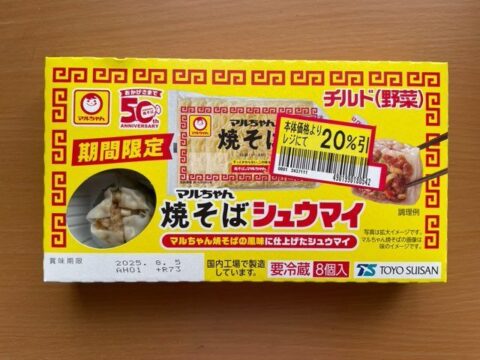 マルちゃん
おかげさまで
50th
ANNIVERSARY
期間限定
チルド(野菜)
マルちゃん
焼そば
本体価格より
レジにて
20%引
4901990100542
マルちゃん
焼そばシュウマイ
マルちゃん焼そばの風味に仕上げたシュウマイ
調理例
写真は拡大イメージです。
マルちゃん焼そばの画像は
味のイメージです。
賞味期限
2025. 8. 5
AH01 +R73
国内工場で製造
しています。
要冷蔵
8個入
TS TOYO SUISAN